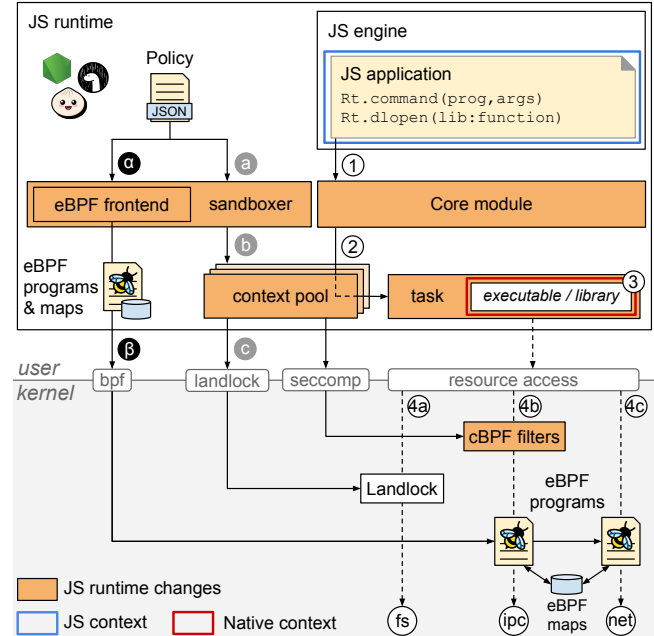 JS runtime
JS engine
Policy
JSON
JS application
Rt.command(prog,args)
Rt.dlopen(lib:function)
α
a
1
eBPF frontend
sandboxer
Core module
b
2
eBPF
programs
& maps
context pool
task
executable / library
3
β
c
user
kernel
bpf
landlock
seccomp
resource access
4a
4b
4c
cBPF filters
Landlock
eBPF
programs
JS runtime changes
JS context
Native context
fs
ipc
eBPF
maps
net